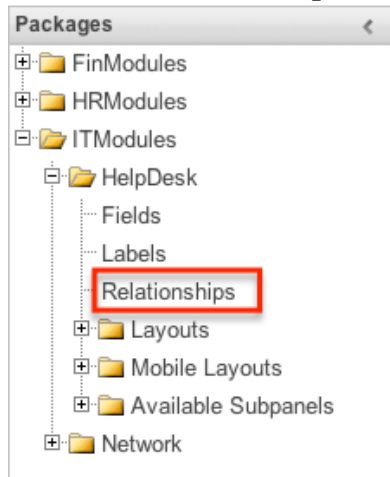 Packages
FinModules
HRModules
ITModules
HelpDesk
Fields
Labels
Relationships
Layouts
Mobile Layouts
Available Subpanels
Network